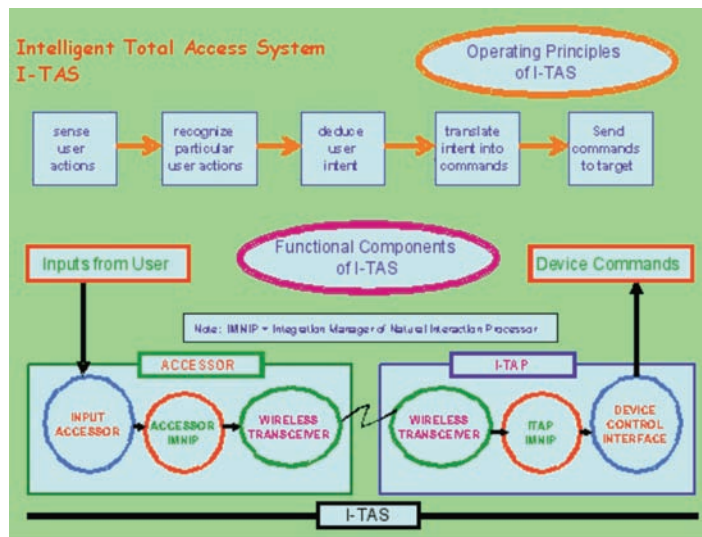 Intelligent Total Access System
I-TAS
Operating Principles
of I-TAS
sense
user
actions
recognize
particular
user actions
deduce
user
intent
translate
intent into
commands
Send
commands
to target
Functional Components
of I-TAS
Inputs from User
Device Commands
Note: IMNIP = Integration Manager of Natural Interaction Processor
ACCESSOR
I-TAP
INPUT
ACCESSOR
ACCESSOR
IMNIP
WIRELESS
TRANSCEIVER
WIRELESS
TRANSCEIVER
ITAP
IMNIP
DEVICE
CONTROL
INTERFACE
I-TAS